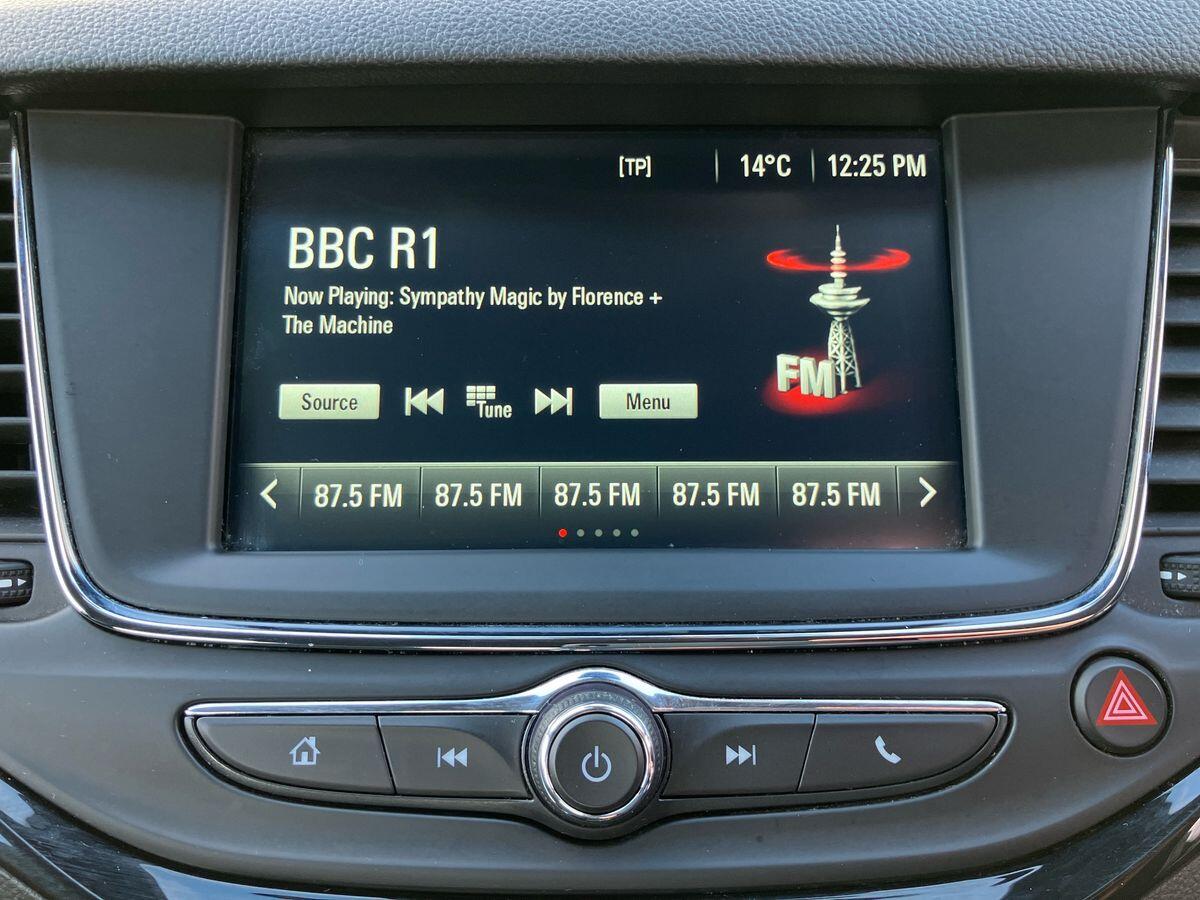 [TP] 14°C 12:25 PM
BBC R1
Now Playing: Sympathy Magic by Florence +
The Machine
FM
Source Tune Menu
87.5 FM 87.5 FM 87.5 FM 87.5 FM 87.5 FM